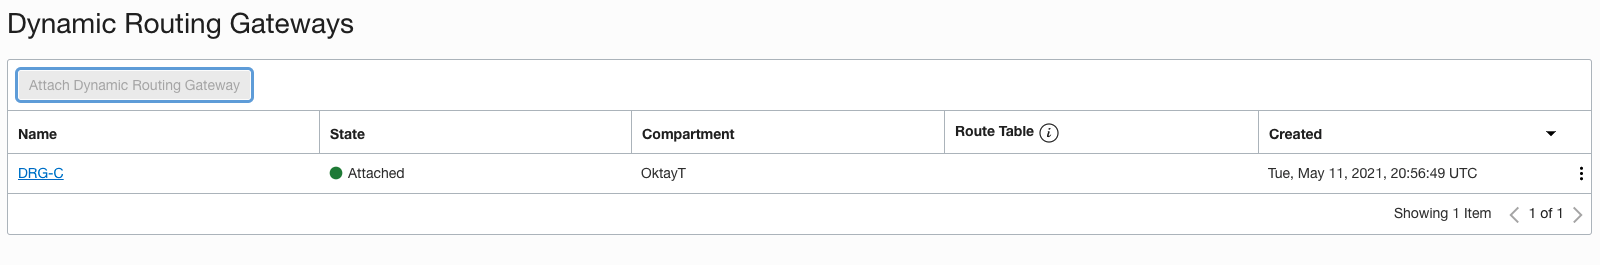 Dynamic Routing Gateways
Attach Dynamic Routing Gateway
Name State Compartment Route Table i Created
DRG-C Attached OktayT Tue, May 11, 2021, 20:56:49 UTC
Showing 1 Item 1 of 1